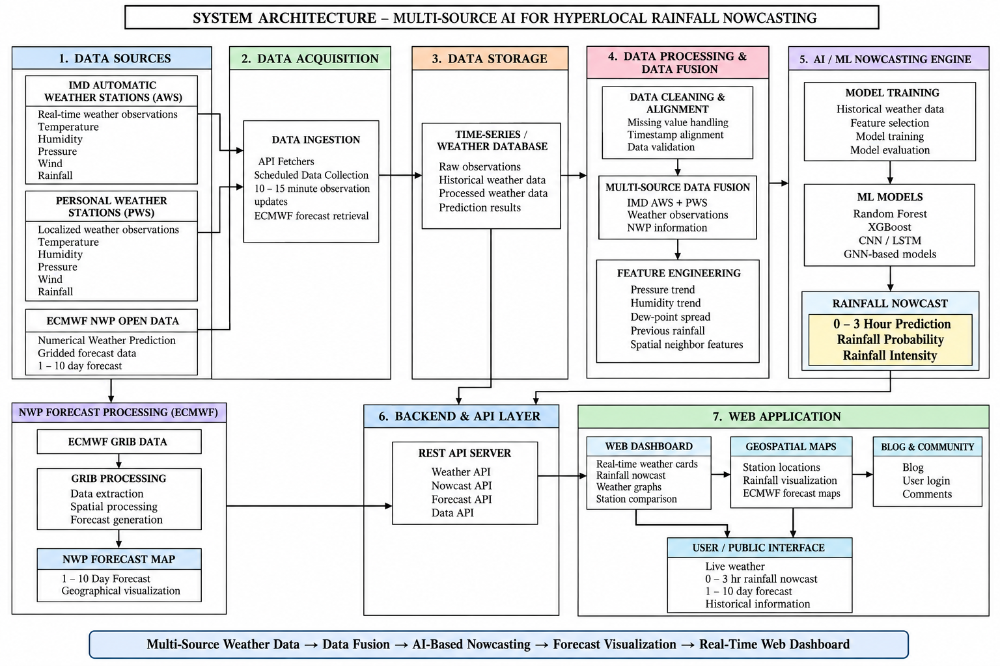 SYSTEM ARCHITECTURE – MULTI-SOURCE AI FOR HYPERLOCAL RAINFALL NOWCASTING
1. DATA SOURCES
IMD AUTOMATIC
WEATHER STATIONS (AWS)
Real-time weather observations
Temperature
Humidity
Pressure
Wind
Rainfall
PERSONAL WEATHER
STATIONS (PWS)
Localized weather observations
Temperature
Humidity
Pressure
Wind
Rainfall
ECMWF NWP OPEN DATA
Numerical Weather Prediction
Gridded forecast data
1 – 10 day forecast
2. DATA ACQUISITION
DATA INGESTION
API Fetchers
Scheduled Data Collection
10 – 15 minute observation
updates
ECMWF forecast retrieval
3. DATA STORAGE
TIME-SERIES /
WEATHER DATABASE
Raw observations
Historical weather data
Processed weather data
Prediction results
4. DATA PROCESSING &
DATA FUSION
DATA CLEANING &
ALIGNMENT
Missing value handling
Timestamp alignment
Data validation
MULTI-SOURCE DATA FUSION
IMD AWS + PWS
Weather observations
NWP information
FEATURE ENGINEERING
Pressure trend
Humidity trend
Dew-point spread
Previous rainfall
Spatial neighbor features
5. AI / ML NOWCASTING ENGINE
MODEL TRAINING
Historical weather data
Feature selection
Model training
Model evaluation
ML MODELS
Random Forest
XGBoost
CNN / LSTM
GNN-based models
RAINFALL NOWCAST
0 – 3 Hour Prediction
Rainfall Probability
Rainfall Intensity
NWP FORECAST PROCESSING (ECMWF)
ECMWF GRIB DATA
GRIB PROCESSING
Data extraction
Spatial processing
Forecast generation
NWP FORECAST MAP
1 – 10 Day Forecast
Geographical visualization
6. BACKEND & API LAYER
REST API SERVER
Weather API
Nowcast API
Forecast API
Data API
7. WEB APPLICATION
WEB DASHBOARD
Real-time weather cards
Rainfall nowcast
Weather graphs
Station comparison
GEOSPATIAL MAPS
Station locations
Rainfall visualization
ECMWF forecast maps
BLOG & COMMUNITY
Blog
User login
Comments
USER / PUBLIC INTERFACE
Live weather
0 – 3 hr rainfall nowcast
1 – 10 day forecast
Historical information
Multi-Source Weather Data → Data Fusion → AI-Based Nowcasting → Forecast Visualization → Real-Time Web Dashboard